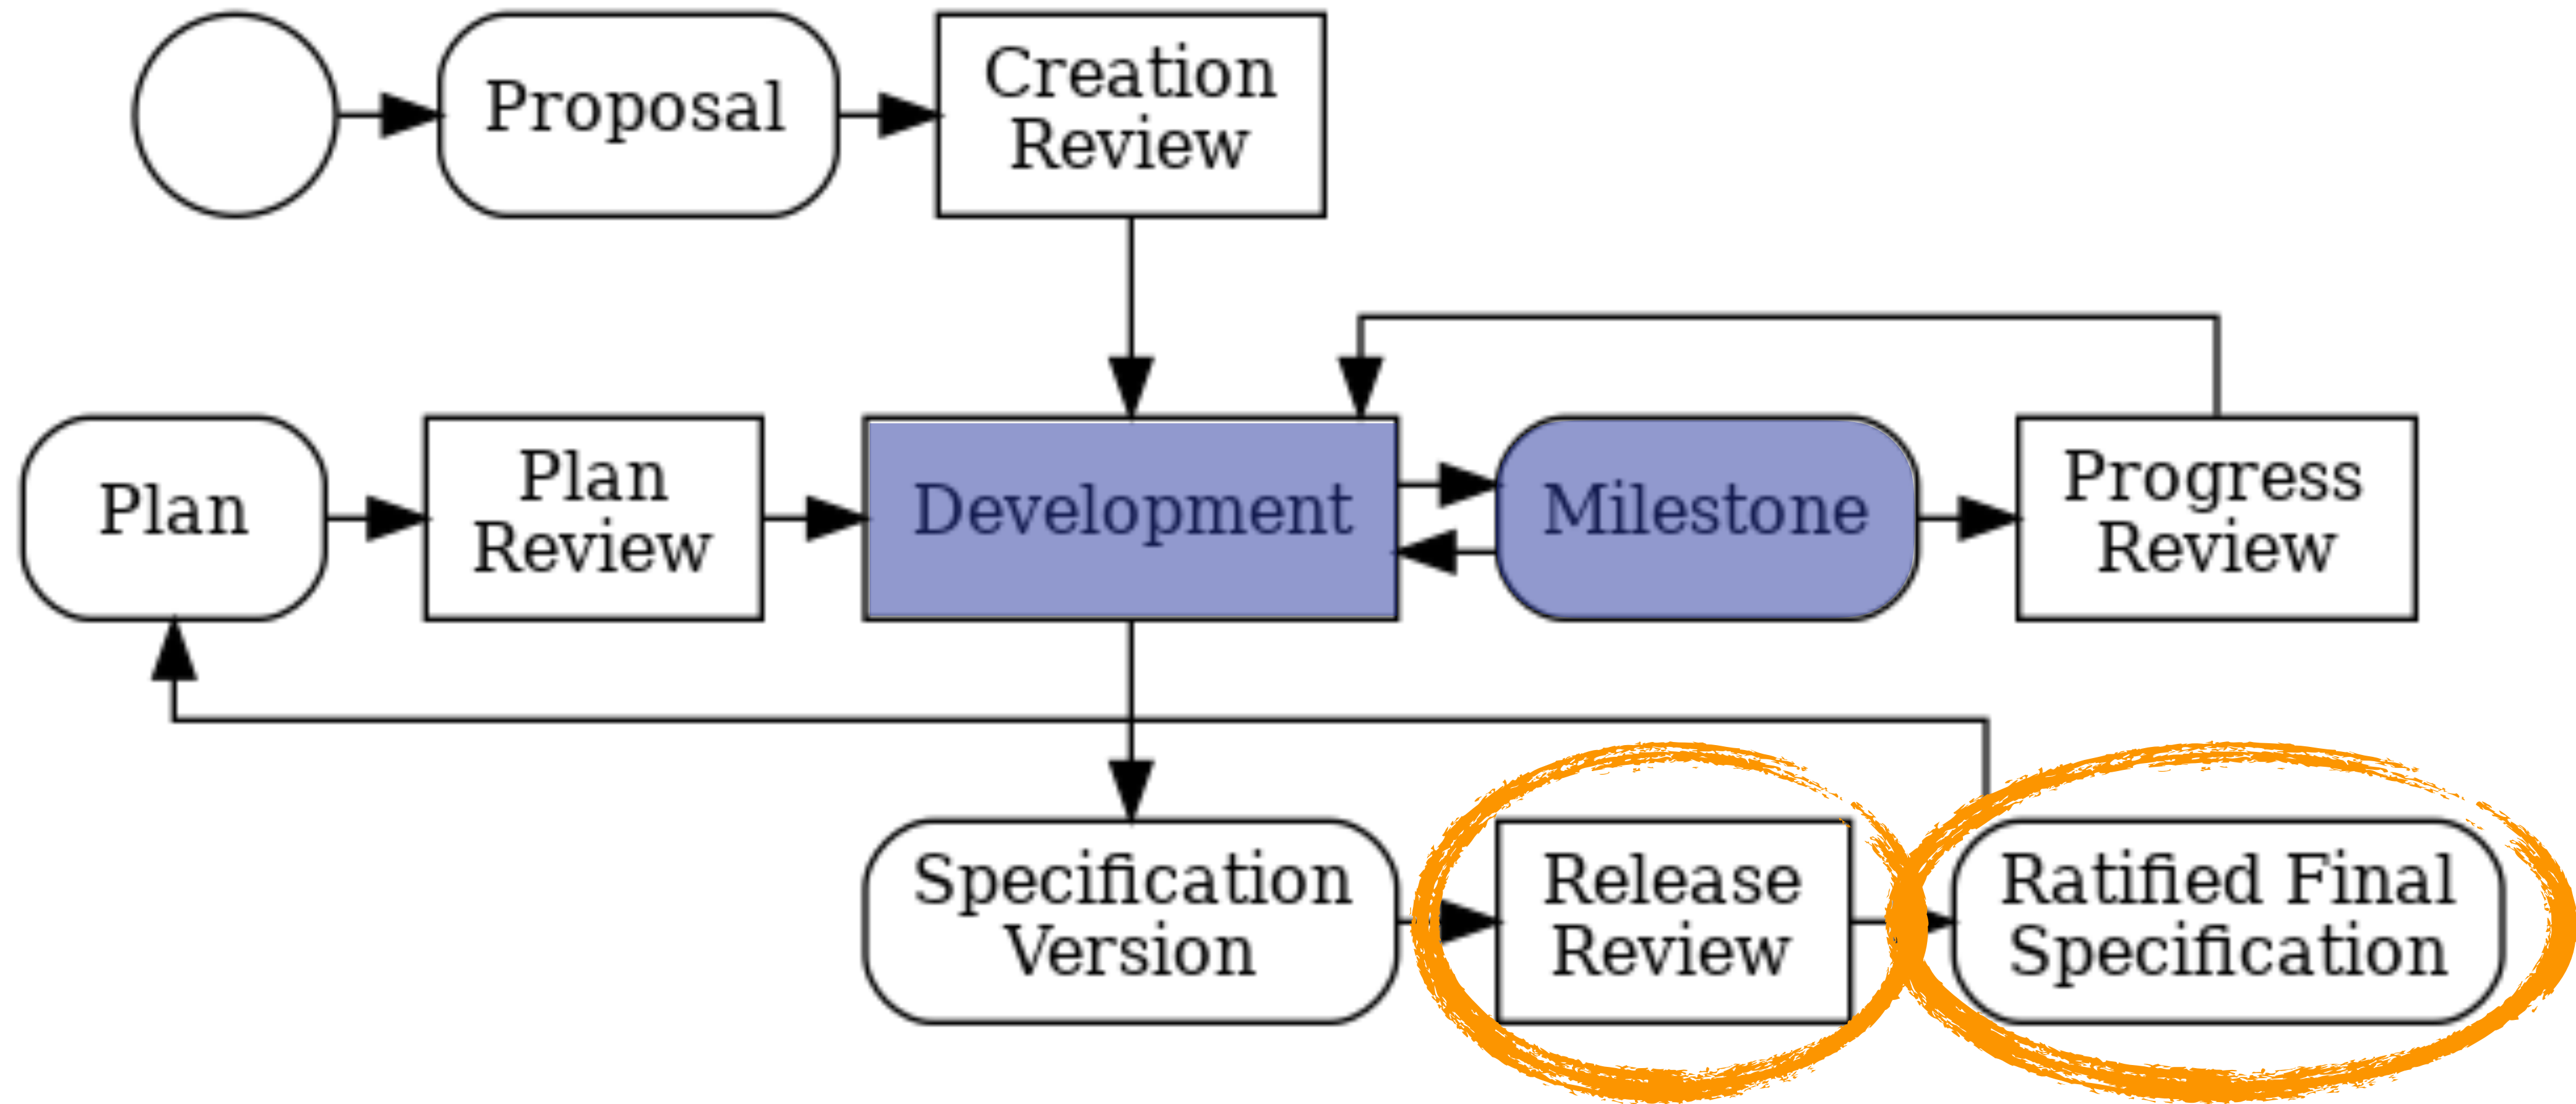 Proposal
Creation
Review
Plan
Plan
Review
Development
Milestone
Progress
Review
Specification
Version
Release
Review
Ratified Final
Specification